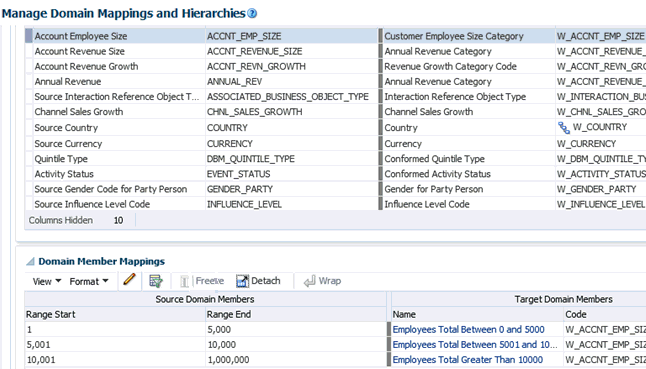 Manage Domain Mappings and Hierarchies
Account Employee Size ACCNT_EMP_SIZE Customer Employee Size Category W_ACCNT_EMP_SIZE
Account Revenue Size ACCNT_REVENUE_SIZE Annual Revenue Category W_ACCNT_REVENUE_
Account Revenue Growth ACCNT_REVN_GROWTH Revenue Growth Category Code W_ACCNT_REVN_GRO
Annual Revenue ANNUAL_REV Annual Revenue Category W_ACCNT_REVENUE_
Source Interaction Reference Object T... ASSOCIATED_BUSINESS_OBJECT_TYPE Interaction Reference Object Type W_INTERACTION_BUS
Channel Sales Growth CHNL_SALES_GROWTH Channel Sales Growth W_CHNL_SALES_GRO
Source Country COUNTRY Country W_COUNTRY
Source Currency CURRENCY Currency W_CURRENCY
Quintile Type DBM_QUINTILE_TYPE Conformed Quintile Type W_DBM_QUINTILE_TY
Activity Status EVENT_STATUS Conformed Activity Status W_ACTIVITY_STATUS
Source Gender Code for Party Person GENDER_PARTY Gender for Party Person W_GENDER_PARTY
Source Influence Level Code INFLUENCE_LEVEL Influence Level Code W_INFLUENCE_LEVEL
Columns Hidden 10
Domain Member Mappings
View Format Freeze Detach Wrap
Source Domain Members Target Domain Members
Range Start Range End Name Code
1 5,000 Employees Total Between 0 and 5000 W_ACCNT_EMP_SIZ
5,001 10,000 Employees Total Between 5001 and 10... W_ACCNT_EMP_SIZ
10,001 1,000,000 Employees Total Greater Than 10000 W_ACCNT_EMP_SIZ